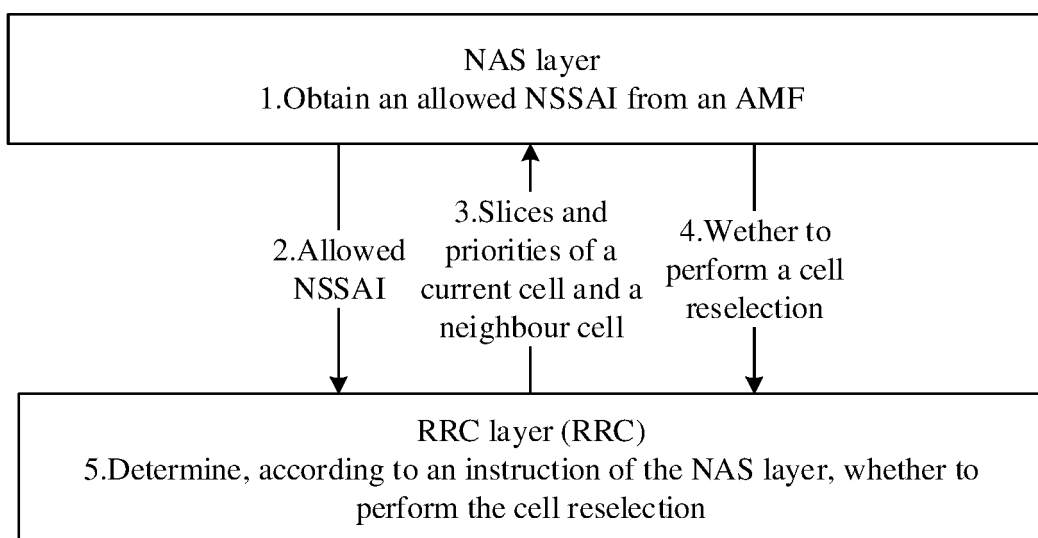 NAS layer
1.Obtain an allowed NSSAI from an AMF
2.Allowed
NSSAI
3.Slices and
priorities of a
current cell and a
neighbour cell
4.Wether to
perform a cell
reselection
RRC layer (RRC)
5.Determine, according to an instruction of the NAS layer, whether to
perform the cell reselection